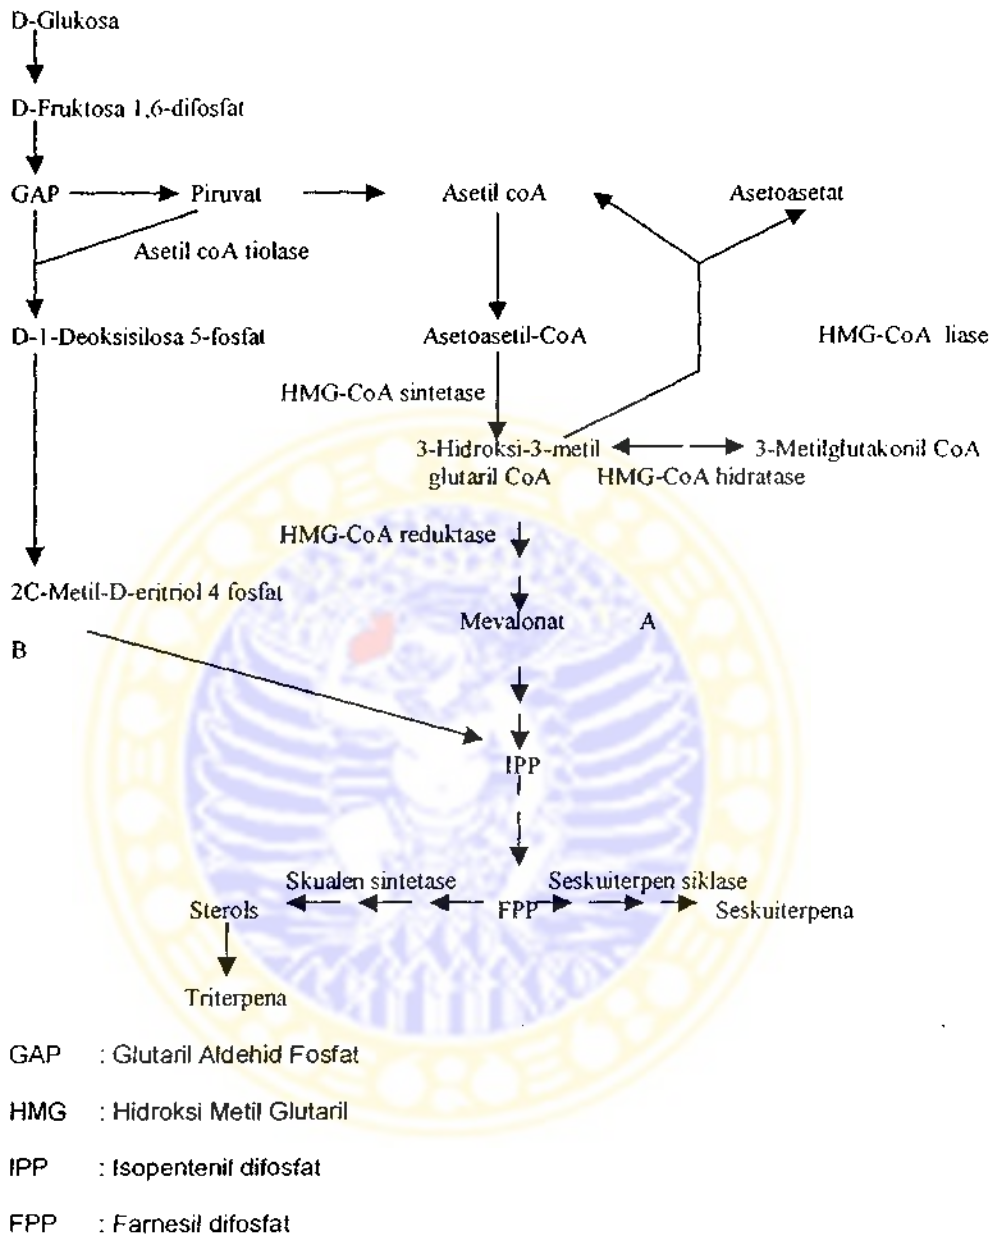 D-Glukosa
D-Fruktosa 1,6-difosfat
GAP Piruvat Asetil coA Asetoasetat
Asetil coA tiolase
D-1-Deoksisilosa 5-fosfat Asetoasetil-CoA HMG-CoA liase
HMG-CoA sintetase
3-Hidroksi-3-metil 3-Metilglutakonil CoA
glutaril CoA HMG-CoA hidratase
HMG-CoA reduktase
2C-Metil-D-eritriol 4 fosfat
Mevalonat A
B
IPP
Skualen sintetase Seskuiterpen siklase
Sterols FPP Seskuiterpena
Triterpena
GAP : Glutaril Aldehid Fosfat
HMG : Hidroksi Metil Glutaril
IPP : Isopentenil difosfat
FPP : Farnesil difosfat